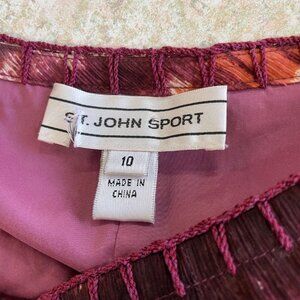 ST. JOHN SPORT
10
MADE IN
CHINA